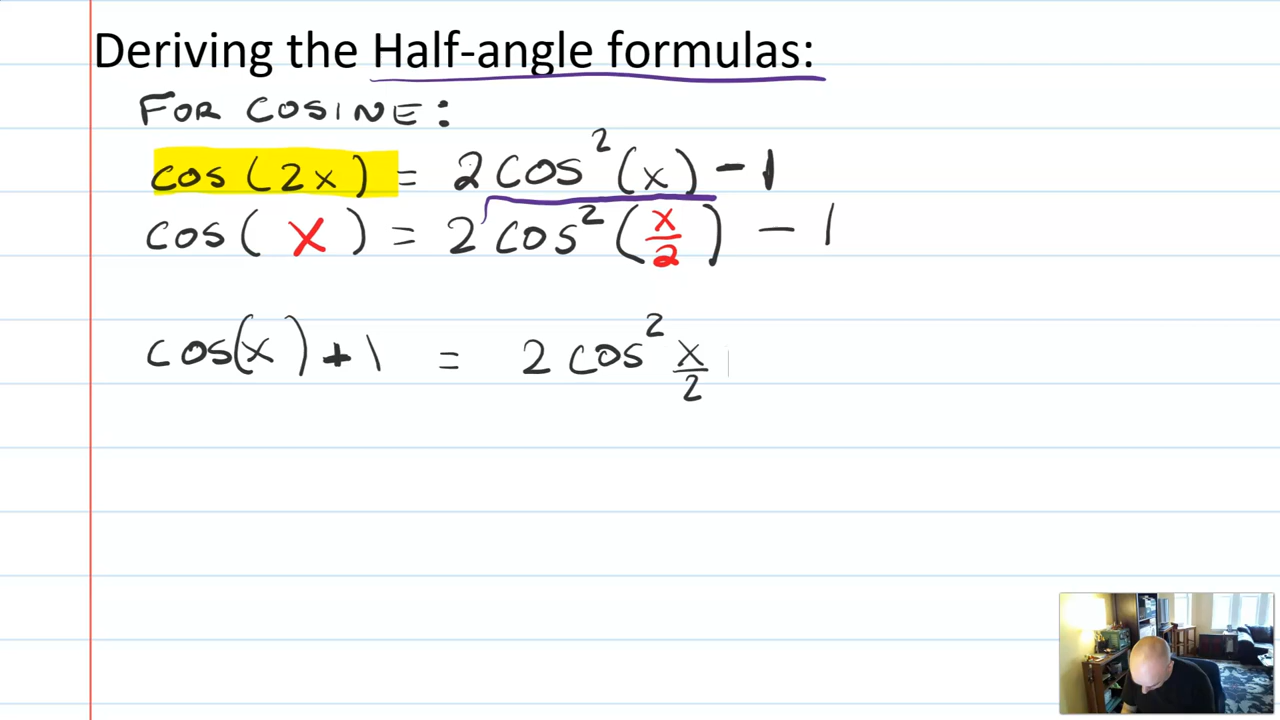 Deriving the Half-angle formulas:
FOR COSINE:
cos(2x) = 2cos²(x) - 1
cos(x) = 2cos²(x/2) - 1
cos(x) + 1 = 2cos² x/2